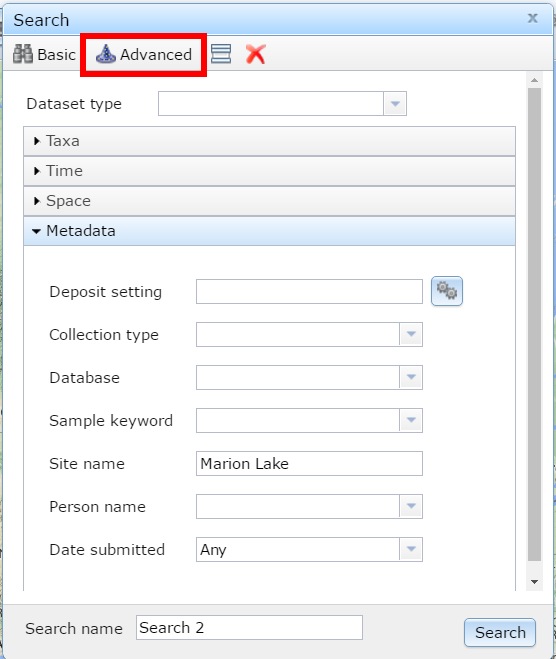 Search x
Basic Advanced
Dataset type
Taxa
Time
Space
Metadata
Deposit setting
Collection type
Database
Sample keyword
Site name Marion Lake
Person name
Date submitted Any
Search name Search 2 Search